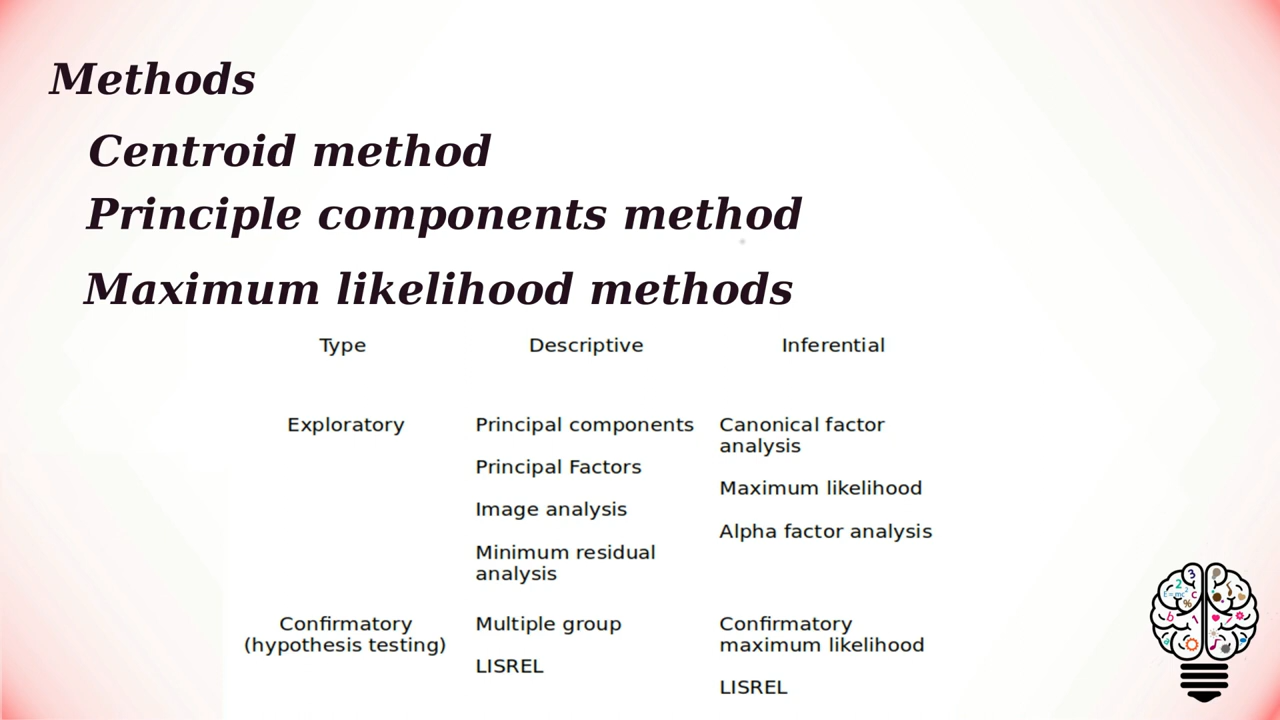 Methods
Centroid method
Principle components method
Maximum likelihood methods
Type Descriptive Inferential
Exploratory Principal components Canonical factor
analysis
Principal Factors
Maximum likelihood
Image analysis
Alpha factor analysis
Minimum residual
analysis
Confirmatory Multiple group Confirmatory
(hypothesis testing) maximum likelihood
LISREL
LISREL